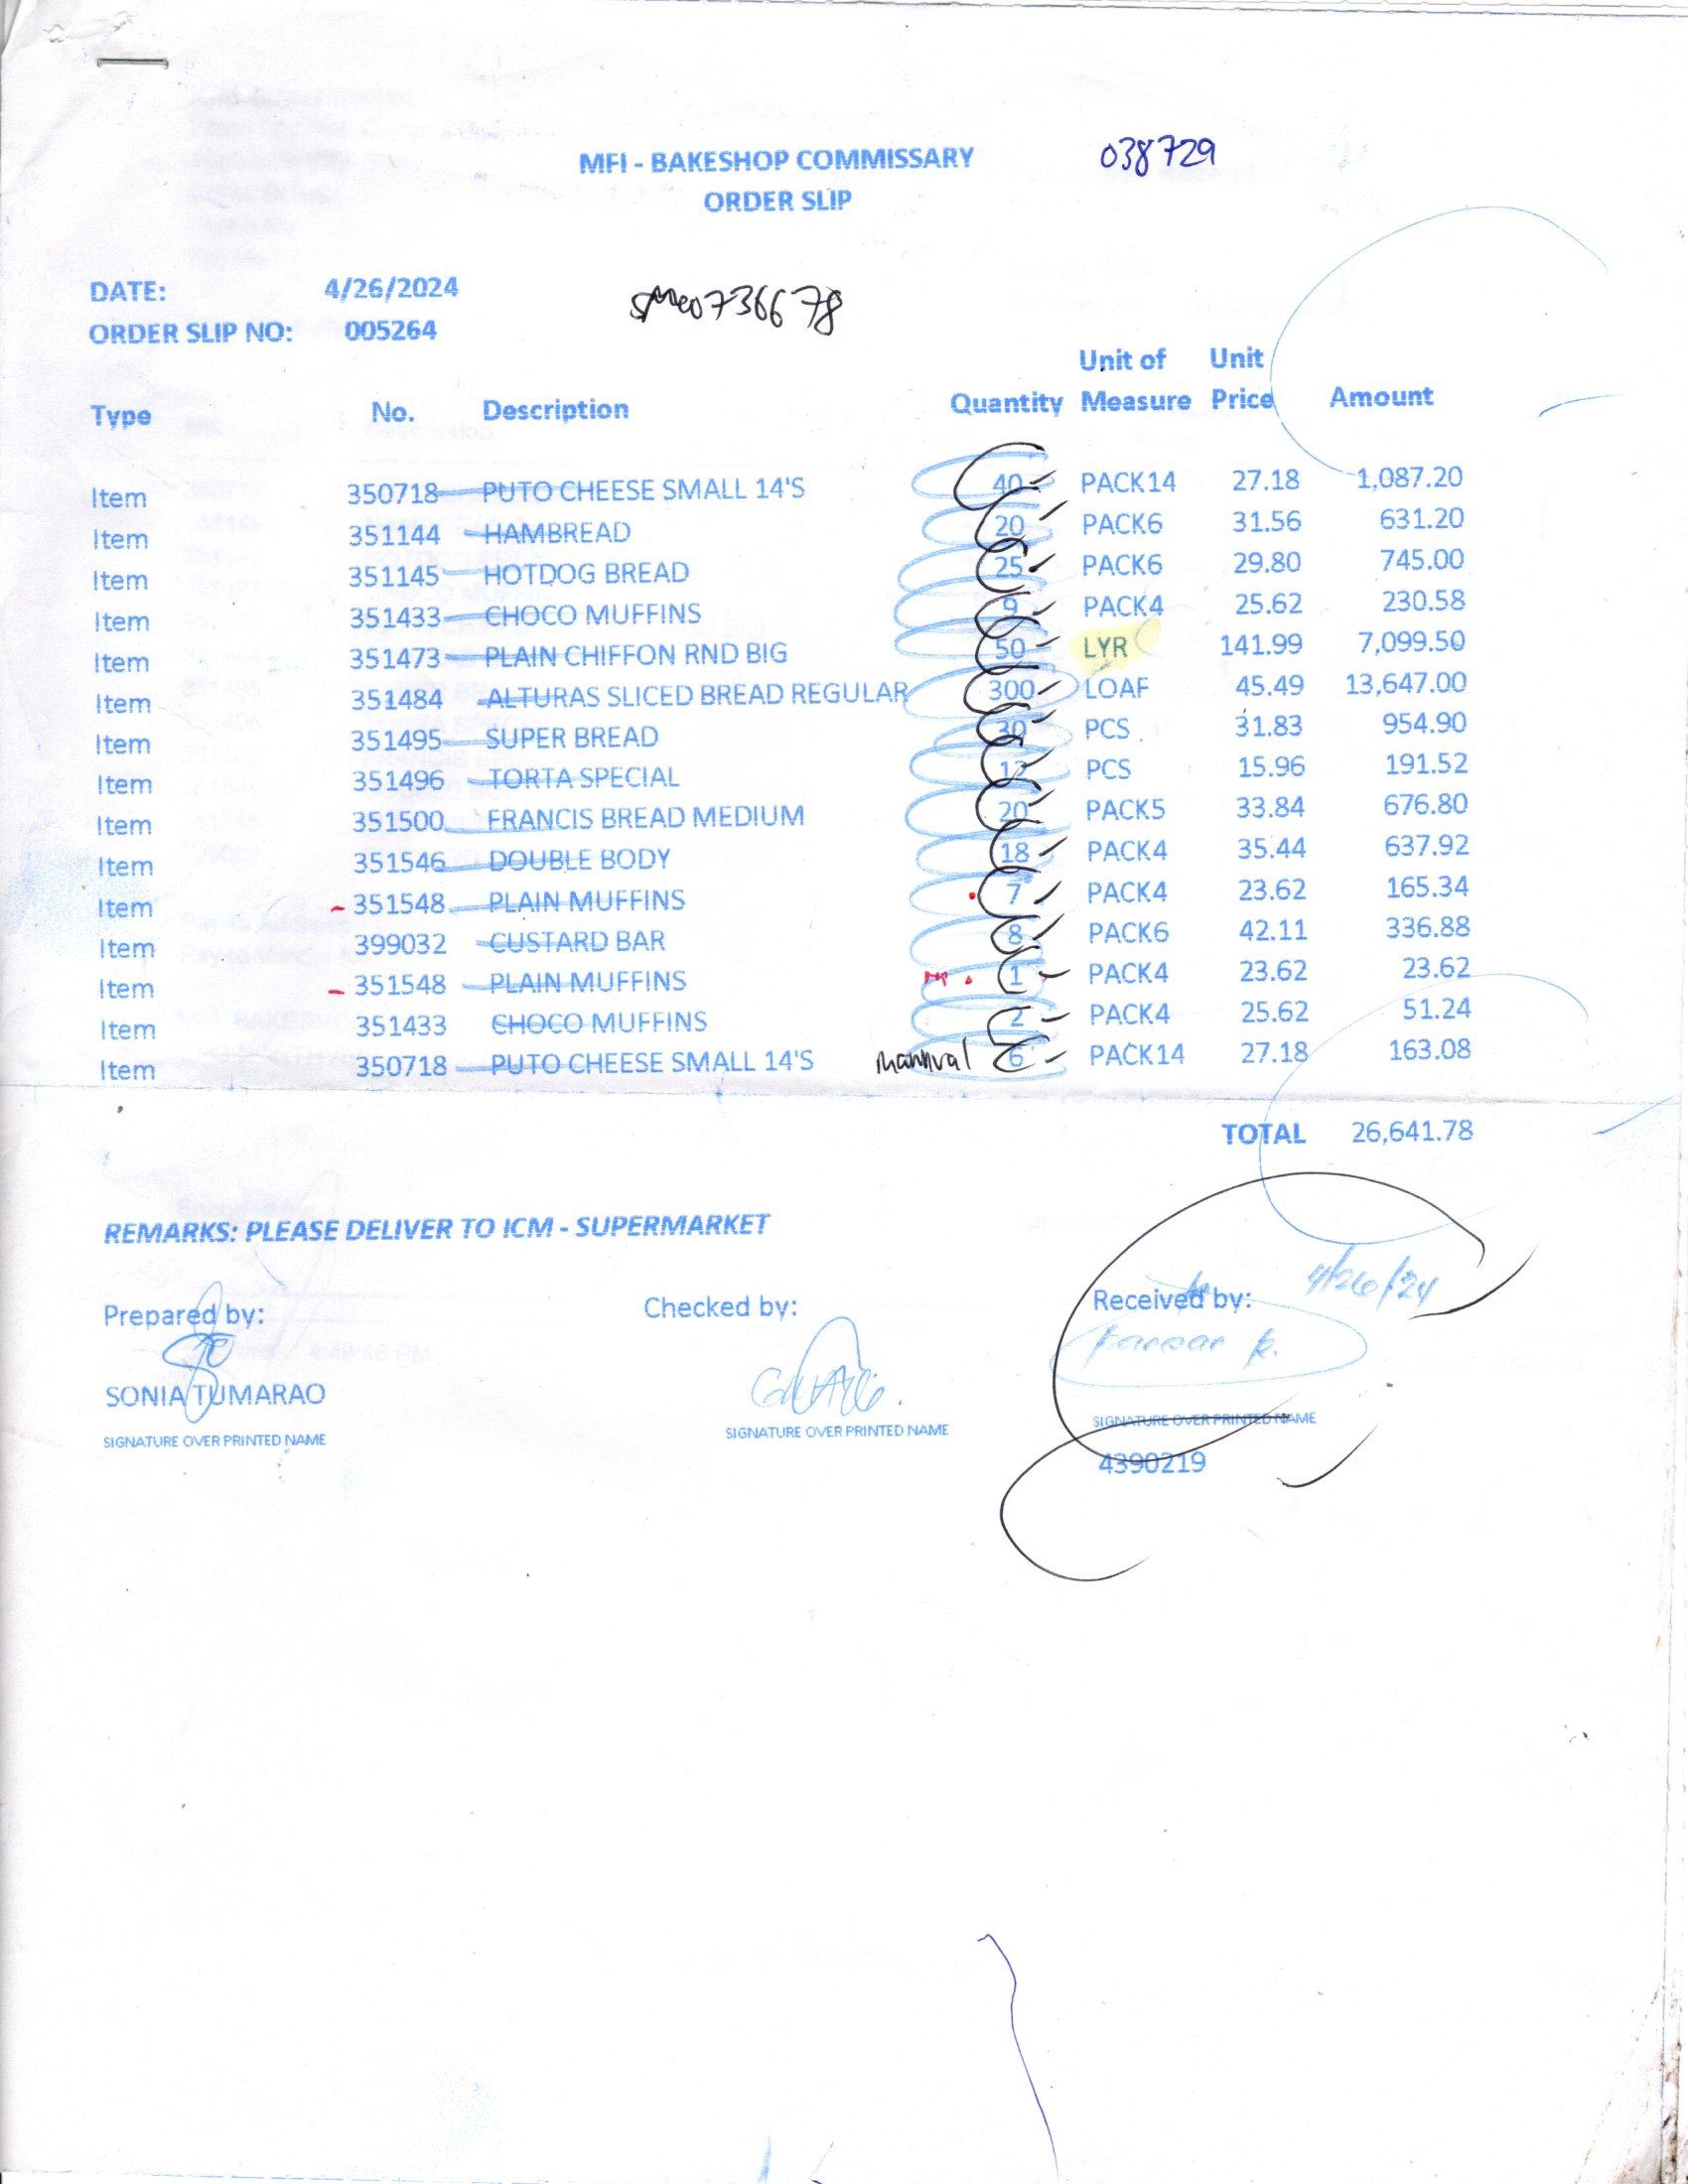 038729
MFI - BAKESHOP COMMISSARY
ORDER SLIP
DATE: 4/26/2024
ORDER SLIP NO: 005264
Type No. Description Quantity Unit of Measure Unit Price Amount
Item 350718 PUTO CHEESE SMALL 14'S 40 PACK14 27.18 1,087.20
Item 351144 HAMBREAD 20 PACK6 31.56 631.20
Item 351145 HOTDOG BREAD 25 PACK6 29.80 745.00
Item 351433 CHOCO MUFFINS 9 PACK4 25.62 230.58
Item 351473 PLAIN CHIFFON RND BIG 50 LYR 141.99 7,099.50
Item 351484 ALTURAS SLICED BREAD REGULAR 300 LOAF 45.49 13,647.00
Item 351495 SUPER BREAD 30 PCS 31.83 954.90
Item 351496 TORTA SPECIAL 12 PCS 15.96 191.52
Item 351500 FRANCIS BREAD MEDIUM 20 PACK5 33.84 676.80
Item 351546 DOUBLE BODY 18 PACK4 35.44 637.92
Item 351548 PLAIN MUFFINS 7 PACK4 23.62 165.34
Item 399032 CUSTARD BAR 8 PACK6 42.11 336.88
Item 351548 PLAIN MUFFINS 1 PACK4 23.62 23.62
Item 351433 CHOCO MUFFINS 2 PACK4 25.62 51.24
Item 350718 PUTO CHEESE SMALL 14'S 6 PACK14 27.18 163.08
TOTAL 26,641.78
REMARKS: PLEASE DELIVER TO ICM - SUPERMARKET
Prepared by: Checked by: Received by: 4/26/24
SONIA TUMARAO
SIGNATURE OVER PRINTED NAME SIGNATURE OVER PRINTED NAME SIGNATURE OVER PRINTED NAME
4390219